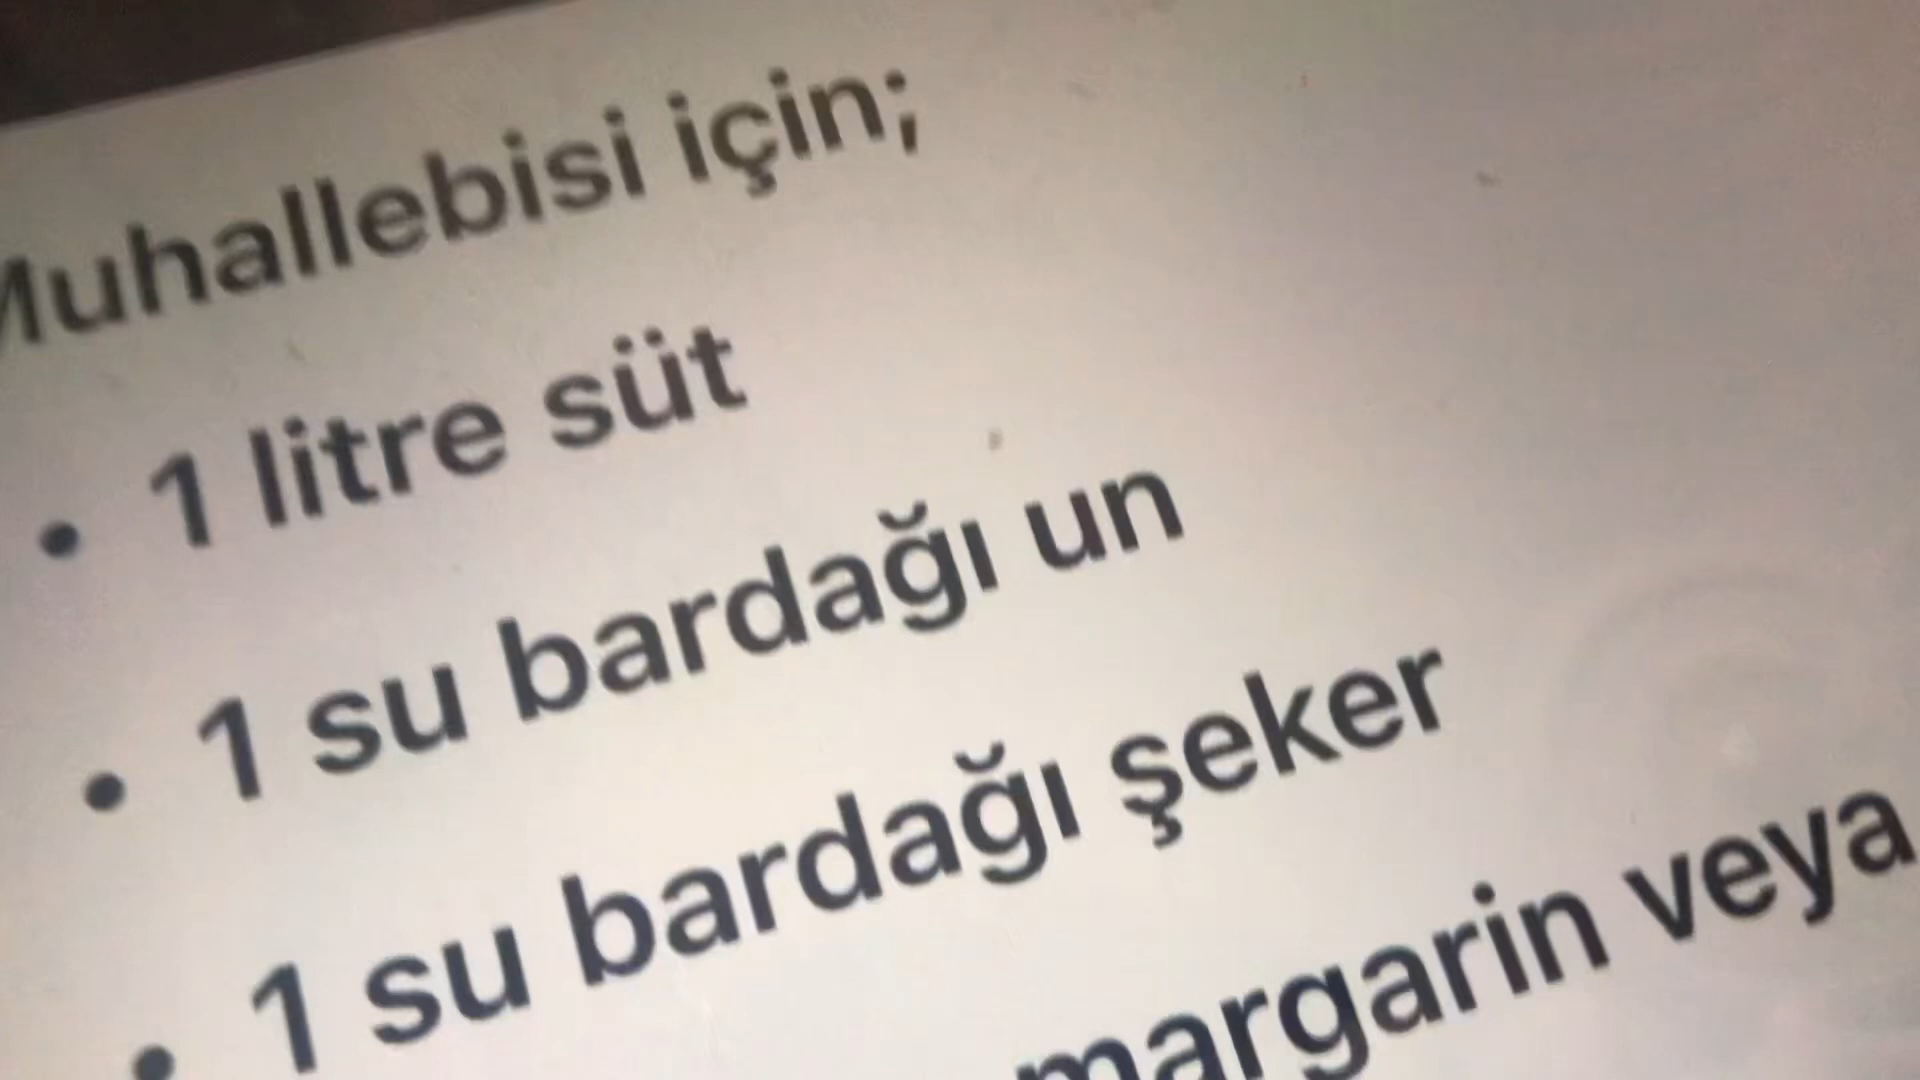 Muhallebisi için;
• 1 litre süt
• 1 su bardağı un
• 1 su bardağı şeker
margarin veya